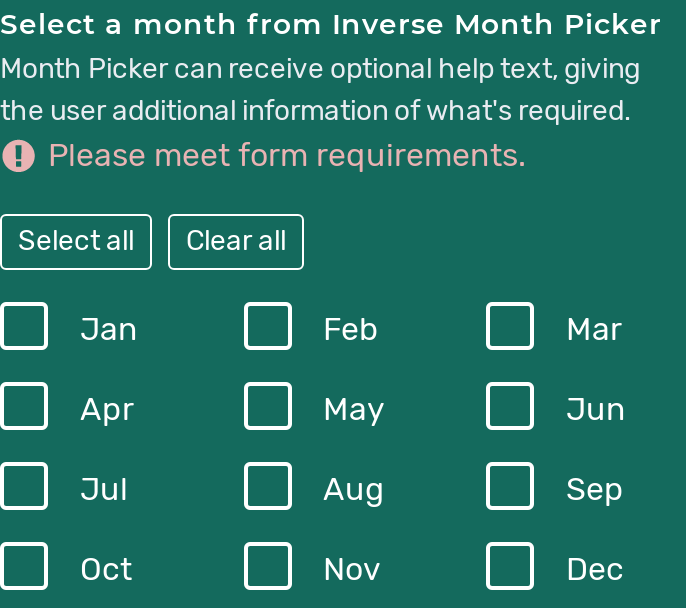 Select a month from Inverse Month Picker
Month Picker can receive optional help text, giving
the user additional information of what's required.
Please meet form requirements.
Select all Clear all
Jan Feb Mar
Apr May Jun
Jul Aug Sep
Oct Nov Dec